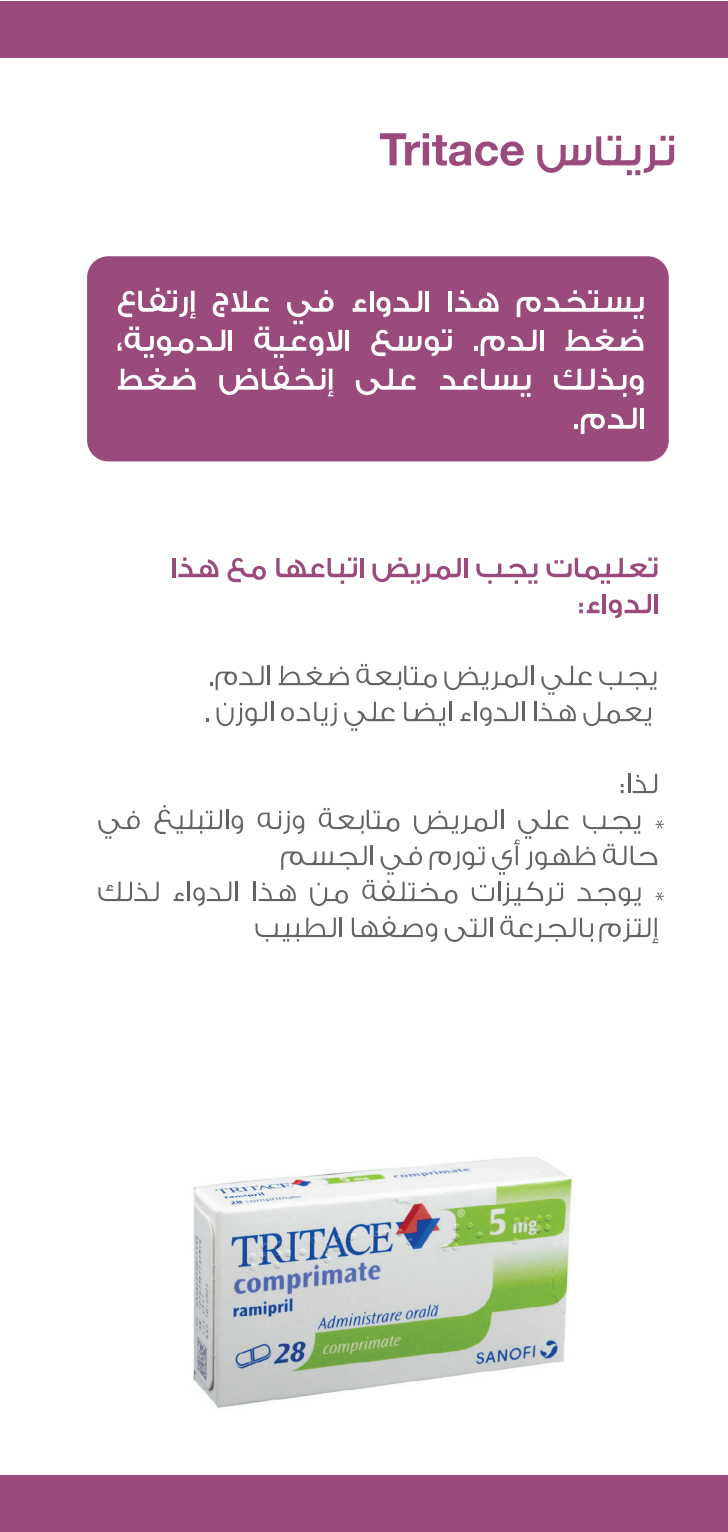 تريتاس Tritace
يستخدم هذا الدواء في علاج إرتفاع
ضغط الدم. توسع الاوعية الدموية،
وبذلك يساعد على إنخفاض ضغط
الدم.
تعليمات يجب المريض اتباعها مع هذا
الدواء:
يجب علي المريض متابعة ضغط الدم.
يعمل هذا الدواء ايضا علي زياده الوزن .
لذا:
* يجب علي المريض متابعة وزنه والتبليغ في
حالة ظهور أي تورم في الجسم
* يوجد تركيزات مختلفة من هذا الدواء لذلك
إلتزم بالجرعة التى وصفها الطبيب
TRITACE 5 mg comprimate
ramipril
28 comprimate
TRITACE ® 5 mg
comprimate
ramipril
Administrare orală
28 comprimate
SANOFI